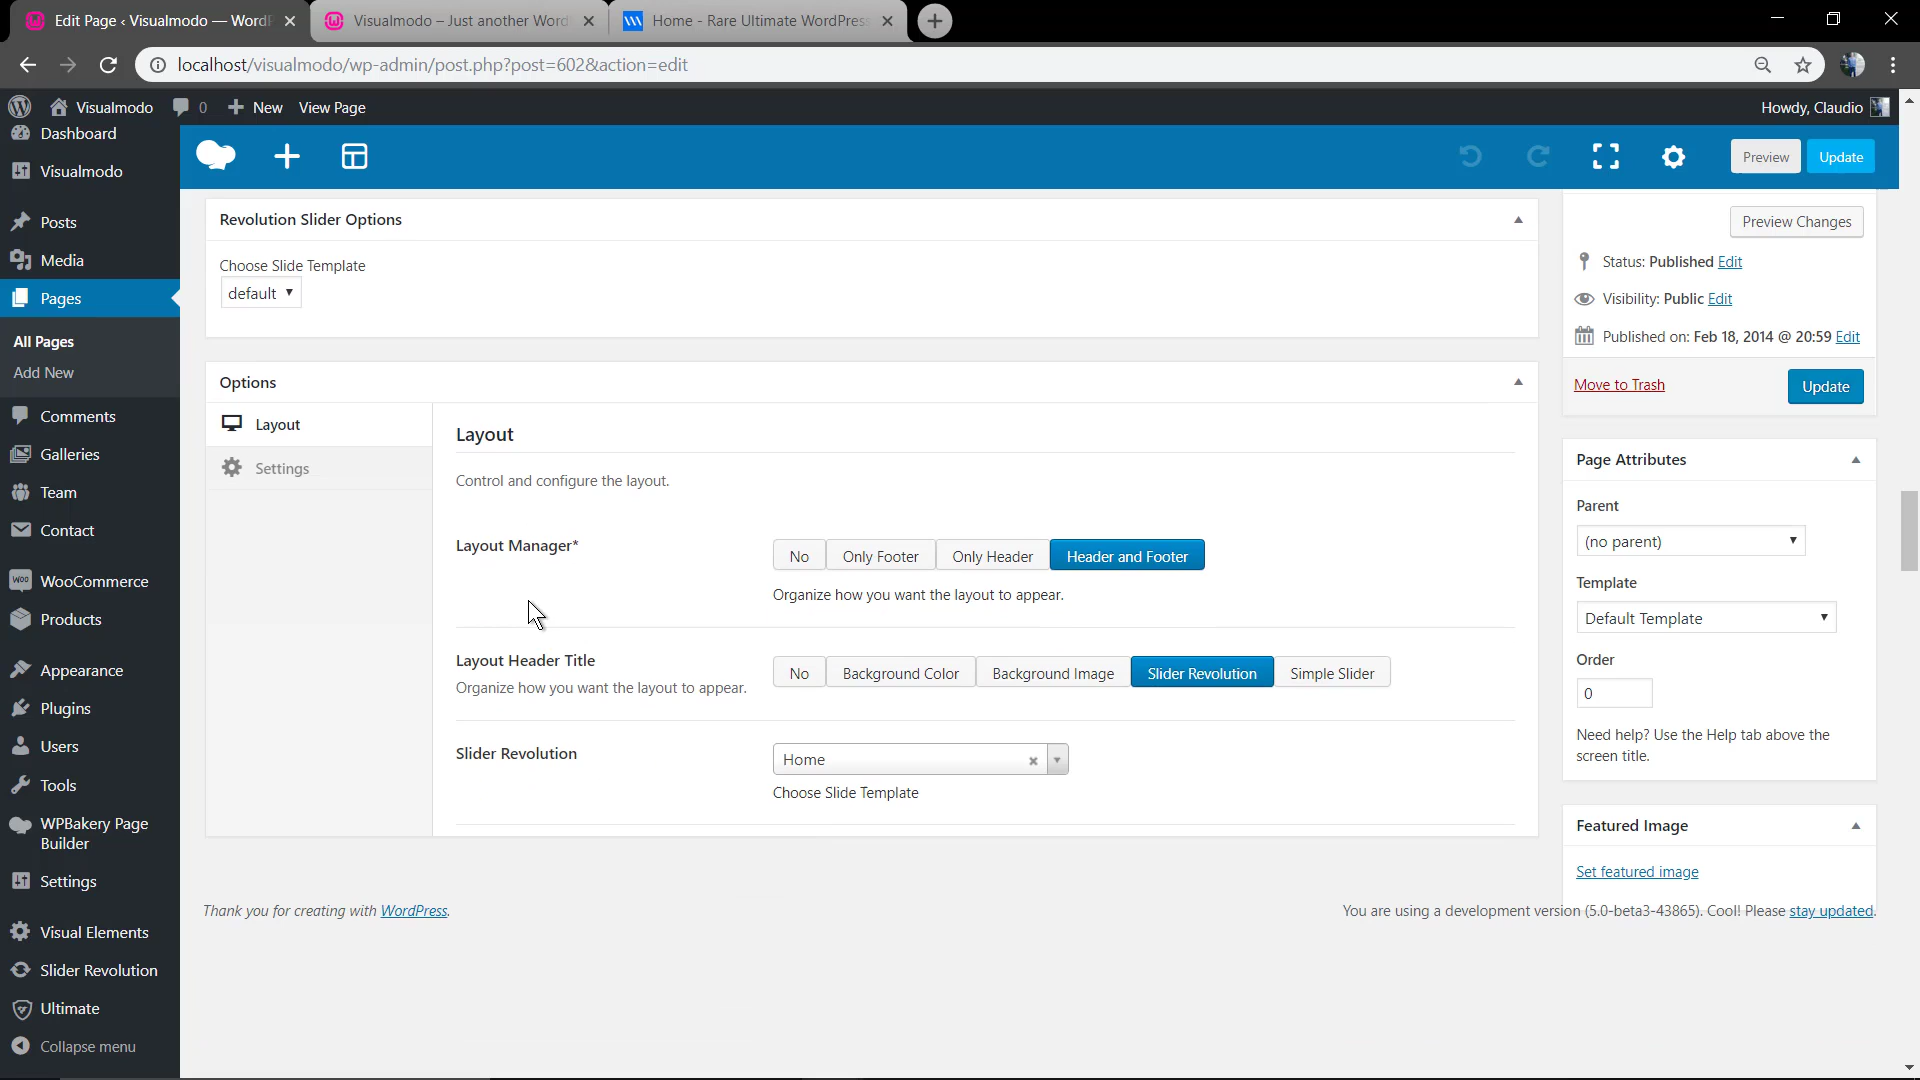 Edit Page ‹ Visualmodo — WordP
Visualmodo – Just another Word
Home - Rare Ultimate WordPress
localhost/visualmodo/wp-admin/post.php?post=602&action=edit
Visualmodo
0
New
View Page
Howdy, Claudio
Dashboard
Visualmodo
Posts
Media
Pages
All Pages
Add New
Comments
Galleries
Team
Contact
WooCommerce
Products
Appearance
Plugins
Users
Tools
WPBakery Page
Builder
Settings
Visual Elements
Slider Revolution
Ultimate
Collapse menu
Preview
Update
Revolution Slider Options
Choose Slide Template
default
Options
Layout
Settings
Layout
Control and configure the layout.
Layout Manager*
No
Only Footer
Only Header
Header and Footer
Organize how you want the layout to appear.
Layout Header Title
Organize how you want the layout to appear.
No
Background Color
Background Image
Slider Revolution
Simple Slider
Slider Revolution
Home
Choose Slide Template
Preview Changes
Status: Published Edit
Visibility: Public Edit
Published on: Feb 18, 2014 @ 20:59 Edit
Move to Trash
Update
Page Attributes
Parent
(no parent)
Template
Default Template
Order
0
Need help? Use the Help tab above the
screen title.
Featured Image
Set featured image
Thank you for creating with WordPress.
You are using a development version (5.0-beta3-43865). Cool! Please stay updated.